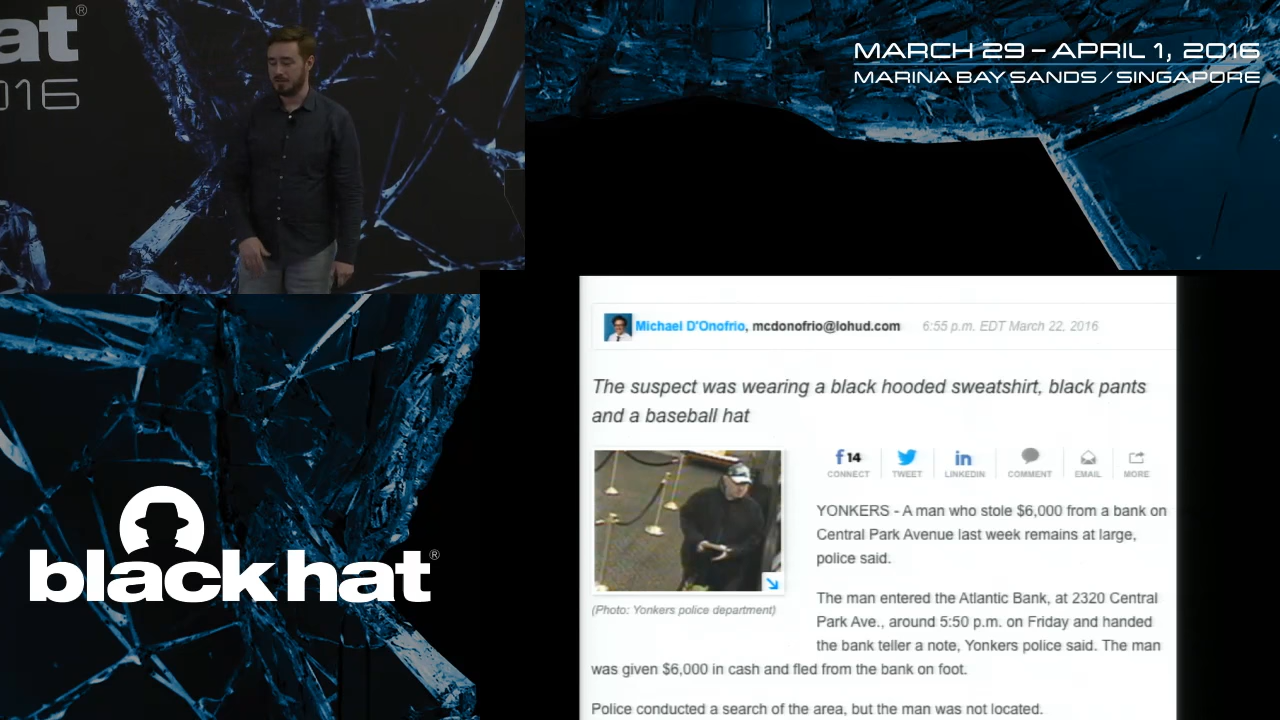 at®
016
MARCH 29 – APRIL 1, 2016
MARINA BAY SANDS / SINGAPORE
black hat®
Michael D'Onofrio, mcdonofrio@lohud.com 6:55 p.m. EDT March 22, 2016
The suspect was wearing a black hooded sweatshirt, black pants
and a baseball hat
f 14
CONNECT
TWEET
in
LINKEDIN
COMMENT
EMAIL
MORE
(Photo: Yonkers police department)
YONKERS - A man who stole $6,000 from a bank on
Central Park Avenue last week remains at large,
police said.
The man entered the Atlantic Bank, at 2320 Central
Park Ave., around 5:50 p.m. on Friday and handed
the bank teller a note, Yonkers police said. The man
was given $6,000 in cash and fled from the bank on foot.
Police conducted a search of the area, but the man was not located.